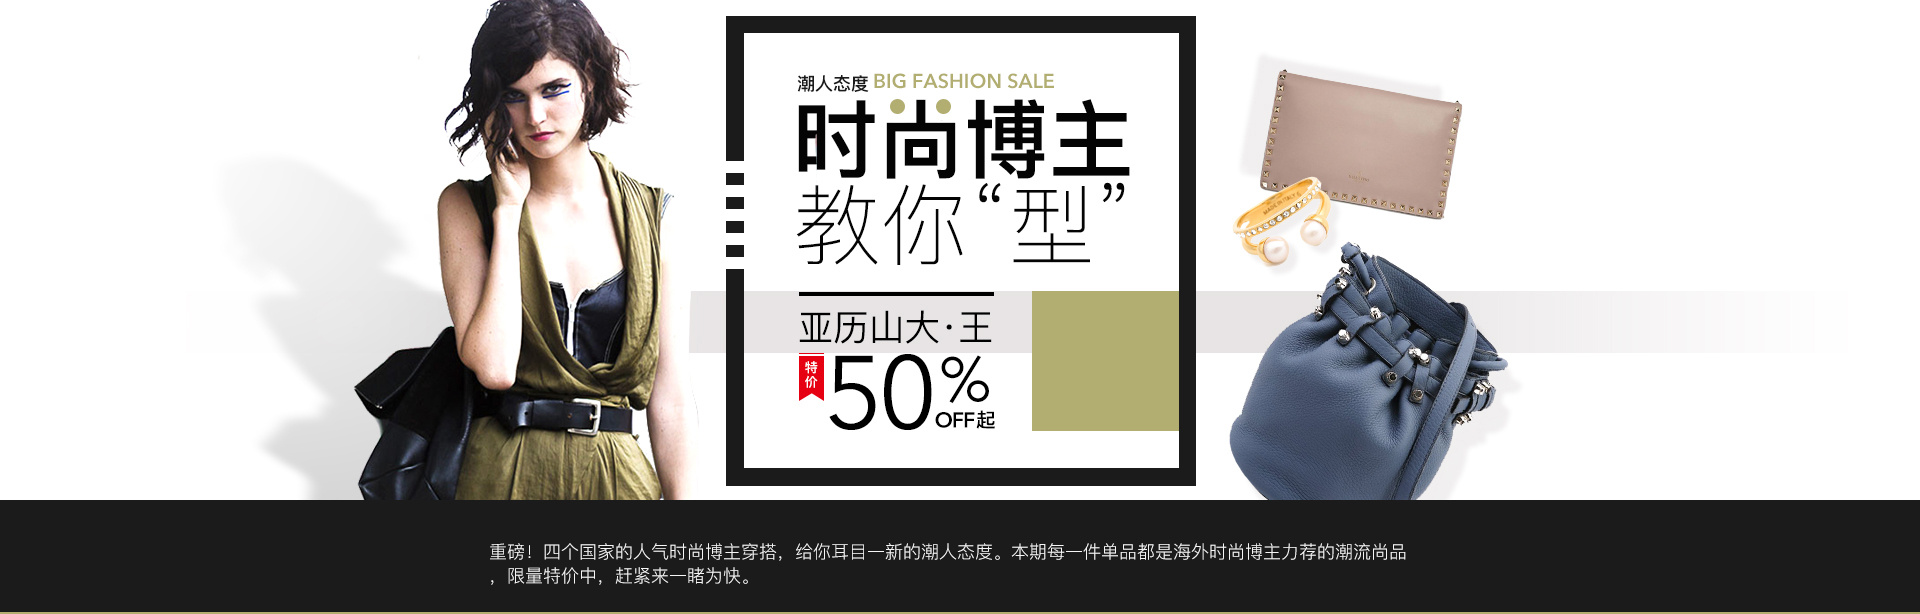 潮人态度 BIG FASHION SALE
时尚博主
教你“型”
亚历山大·王
特价
50%
OFF起
重磅！四个国家的人气时尚博主穿搭，给你耳目一新的潮人态度。本期每一件单品都是海外时尚博主力荐的潮流尚品
，限量特价中，赶紧来一睹为快。